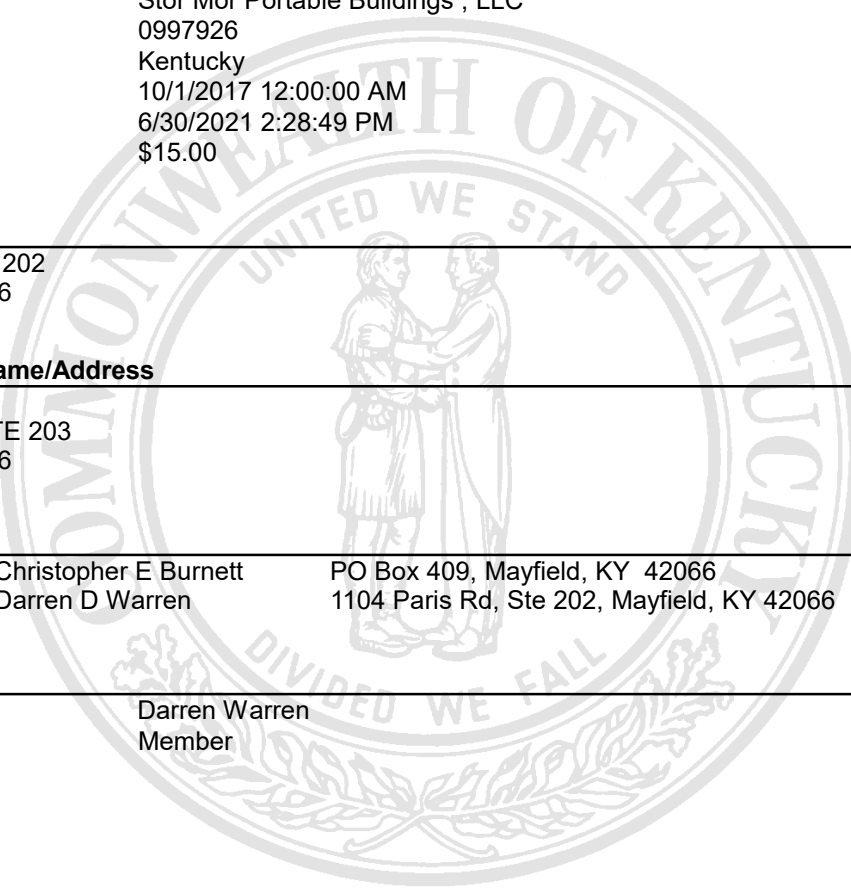 Stor Mor Portable Buildings , LLC
0997926
Kentucky
10/1/2017 12:00:00 AM
6/30/2021 2:28:49 PM
$15.00
202
6
ame/Address
TE 203
6
Christopher E Burnett PO Box 409, Mayfield, KY 42066
Darren D Warren 1104 Paris Rd, Ste 202, Mayfield, KY 42066
Darren Warren
Member
COMMONWEALTH OF KENTUCKY
UNITED WE STAND
DIVIDED WE FALL